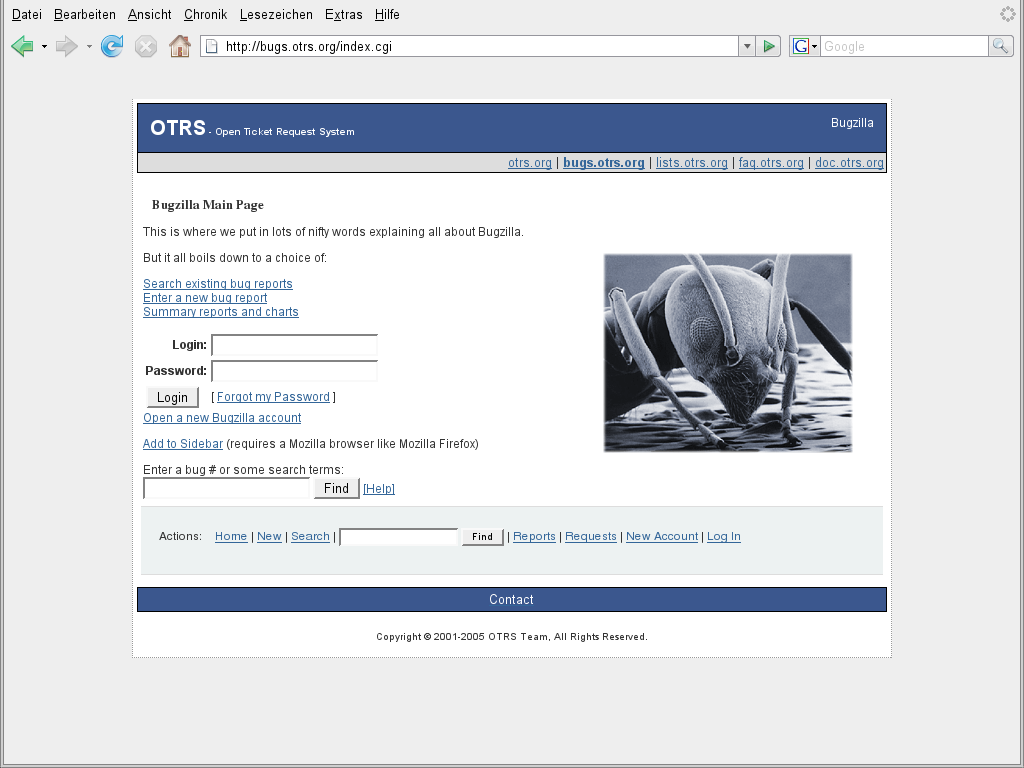 Datei Bearbeiten Ansicht Chronik Lesezeichen Extras Hilfe
http://bugs.otrs.org/index.cgi
G Google
OTRS - Open Ticket Request System
Bugzilla
otrs.org | bugs.otrs.org | lists.otrs.org | faq.otrs.org | doc.otrs.org
Bugzilla Main Page
This is where we put in lots of nifty words explaining all about Bugzilla.
But it all boils down to a choice of:
Search existing bug reports
Enter a new bug report
Summary reports and charts
Login:
Password:
Login [ Forgot my Password ]
Open a new Bugzilla account
Add to Sidebar (requires a Mozilla browser like Mozilla Firefox)
Enter a bug # or some search terms:
Find [Help]
Actions: Home | New | Search | Find | Reports | Requests | New Account | Log In
Contact
Copyright © 2001-2005 OTRS Team, All Rights Reserved.